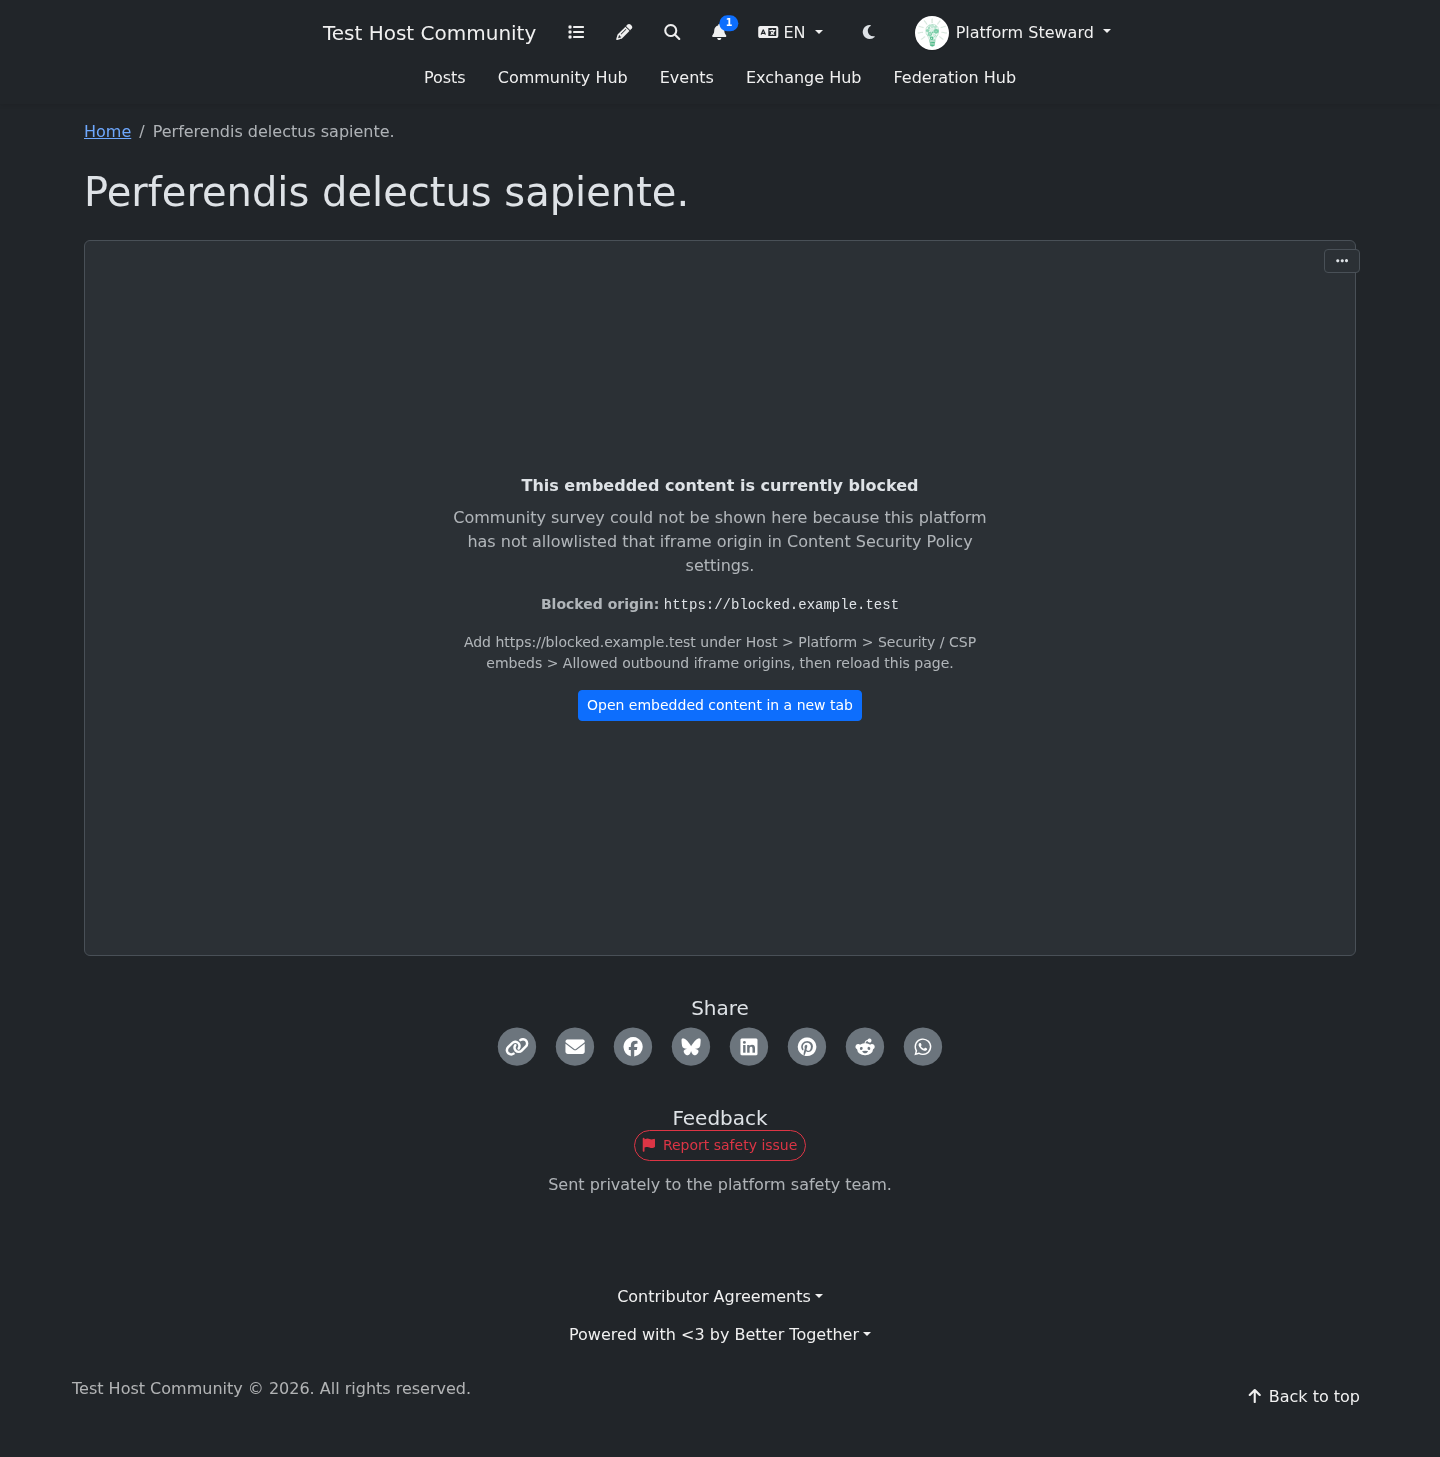 Test Host Community
1
EN
Platform Steward
Posts
Community Hub
Events
Exchange Hub
Federation Hub
Home / Perferendis delectus sapiente.
Perferendis delectus sapiente.
This embedded content is currently blocked
Community survey could not be shown here because this platform
has not allowlisted that iframe origin in Content Security Policy
settings.
Blocked origin: https://blocked.example.test
Add https://blocked.example.test under Host > Platform > Security / CSP
embeds > Allowed outbound iframe origins, then reload this page.
Open embedded content in a new tab
Share
Feedback
Report safety issue
Sent privately to the platform safety team.
Contributor Agreements
Powered with <3 by Better Together
Test Host Community © 2026. All rights reserved.
Back to top